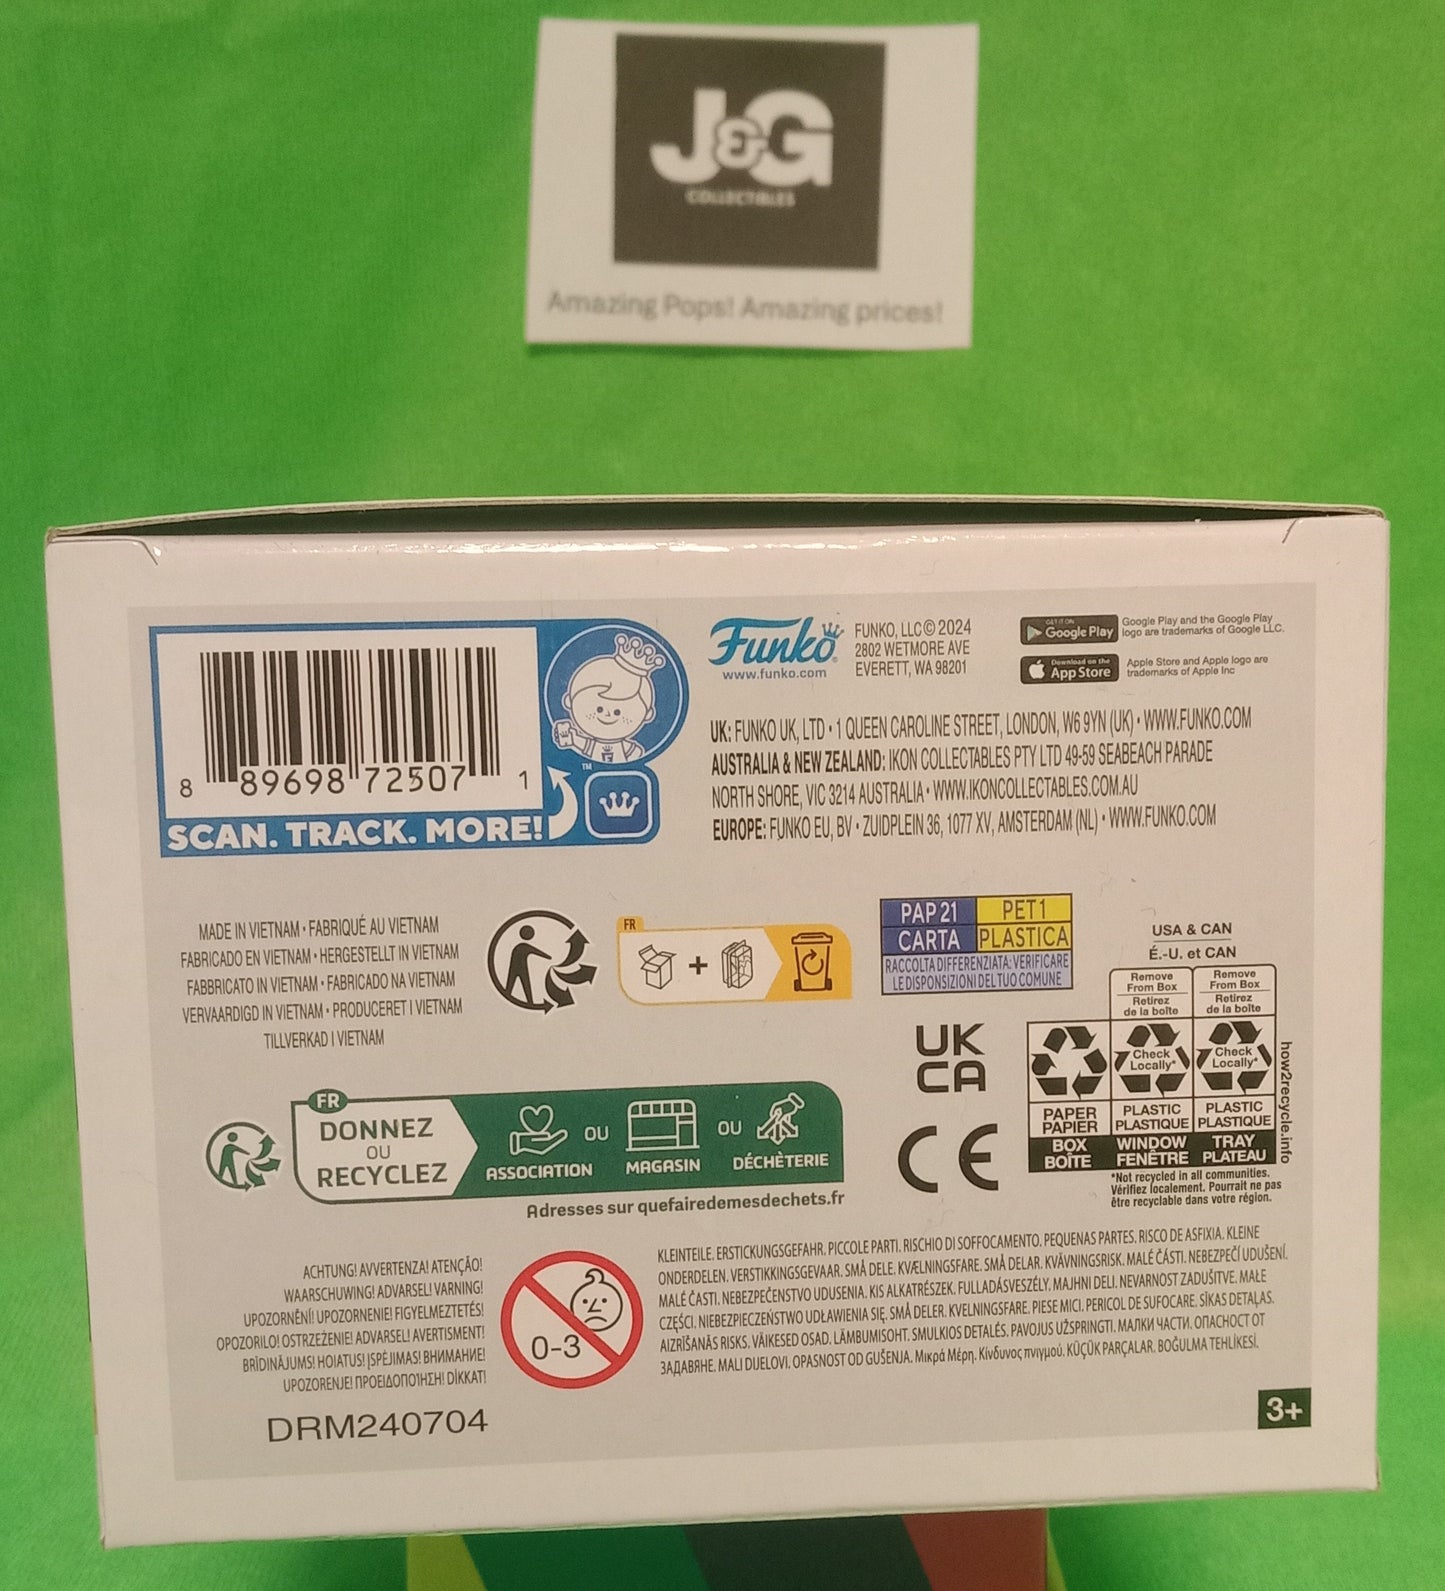 J&G
COLLECTIBLES
Amazing Pops! Amazing prices!
8 89698 72507 1
SCAN. TRACK. MORE!
TM
Funko
www.funko.com
FUNKO, LLC © 2024
2802 WETMORE AVE
EVERETT, WA 98201
GET IT ON
Google Play
Google Play and the Google Play
logo are trademarks of Google LLC.
Download on the
App Store
Apple Store and Apple logo are
trademarks of Apple Inc
UK: FUNKO UK, LTD • 1 QUEEN CAROLINE STREET, LONDON, W6 9YN (UK) • WWW.FUNKO.COM
AUSTRALIA & NEW ZEALAND: IKON COLLECTABLES PTY LTD 49-59 SEABEACH PARADE
NORTH SHORE, VIC 3214 AUSTRALIA • WWW.IKONCOLLECTABLES.COM.AU
EUROPE: FUNKO EU, BV • ZUIDPLEIN 36, 1077 XV, AMSTERDAM (NL) • WWW.FUNKO.COM
MADE IN VIETNAM • FABRIQUÉ AU VIETNAM
FABRICADO EN VIETNAM • HERGESTELLT IN VIETNAM
FABBRICATO IN VIETNAM • FABRICADO NA VIETNAM
VERVAARDIGD IN VIETNAM • PRODUCERET I VIETNAM
TILLVERKAD I VIETNAM
FR
+
PAP 21
PET 1
CARTA
PLASTICA
RACCOLTA DIFFERENZIATA: VERIFICARE
LE DISPONSIZIONI DEL TUO COMUNE
USA & CAN
É.-U. et CAN
Remove
From Box
Retirez
de la boîte
Remove
From Box
Retirez
de la boîte
Check
Locally*
Check
Locally*
PAPER
PAPIER
PLASTIC
PLASTIQUE
PLASTIC
PLASTIQUE
BOX
BOÎTE
WINDOW
FENÊTRE
TRAY
PLATEAU
how2recycle.info
*Not recycled in all communities.
Vérifiez localement. Pourrait ne pas
être recyclable dans votre région.
UK
CA
CE
FR
DONNEZ
OU
RECYCLEZ
ASSOCIATION
OU
MAGASIN
OU
DÉCHÈTERIE
Adresses sur quefairedemesdechets.fr
ACHTUNG! AVVERTENZA! ATENÇÃO!
WAARSCHUWING! ADVARSEL! VARNING!
UPOZORNĚNÍ! UPOZORNENIE! FIGYELMEZTETÉS!
OPOZORILO! OSTRZEŻENIE! ADVARSEL! AVERTISMENT!
BRĪDINĀJUMS! HOIATUS! ĮSPĖJIMAS! ВНИМАНИЕ!
UPOZORENJE! ΠΡΟΕΙΔΟΠΟΊΗΣΗ! DİKKAT!
0-3
KLEINTEILE. ERSTICKUNGSGEFAHR. PICCOLE PARTI. RISCHIO DI SOFFOCAMENTO. PEQUENAS PARTES. RISCO DE ASFIXIA. KLEINE
ONDERDELEN. VERSTIKKINGSGEVAAR. SMÅ DELE. KVÆLNINGSFARE. SMÅ DELAR. KVÄVNINGSRISK. MALÉ ČÁSTI. NEBEZPEČÍ UDUŠENÍ.
MALÉ ČASTI. NEBEZPEČENSTVO UDUSENIA. KIS ALKATRÉSZEK. FULLADÁSVESZÉLY. MAJHNI DELI. NEVARNOST ZADUŠITVE. MAŁE
CZĘŚCI. NIEBEZPIECZEŃSTWO UDŁAWIENIA SIĘ. SMÅ DELER. KVELNINGSFARE. PIESE MICI. PERICOL DE SUFOCARE. SĪKAS DETAĻAS.
AIZRĪŠANĀS RISKS. VÄIKESED OSAD. LÄMBUMISOHT. SMULKIOS DETALĖS. PAVOJUS UŽSPRINGTI. МАЛКИ ЧАСТИ. ОПАСНОСТ ОТ
ЗАДАВЯНЕ. MALI DIJELOVI. OPASNOST OD GUŠENJA. Μικρά Μέρη. Κίνδυνος πνιγμού. KÜÇÜK PARÇALAR. BOĞULMA TEHLİKESİ.
DRM240704
3+